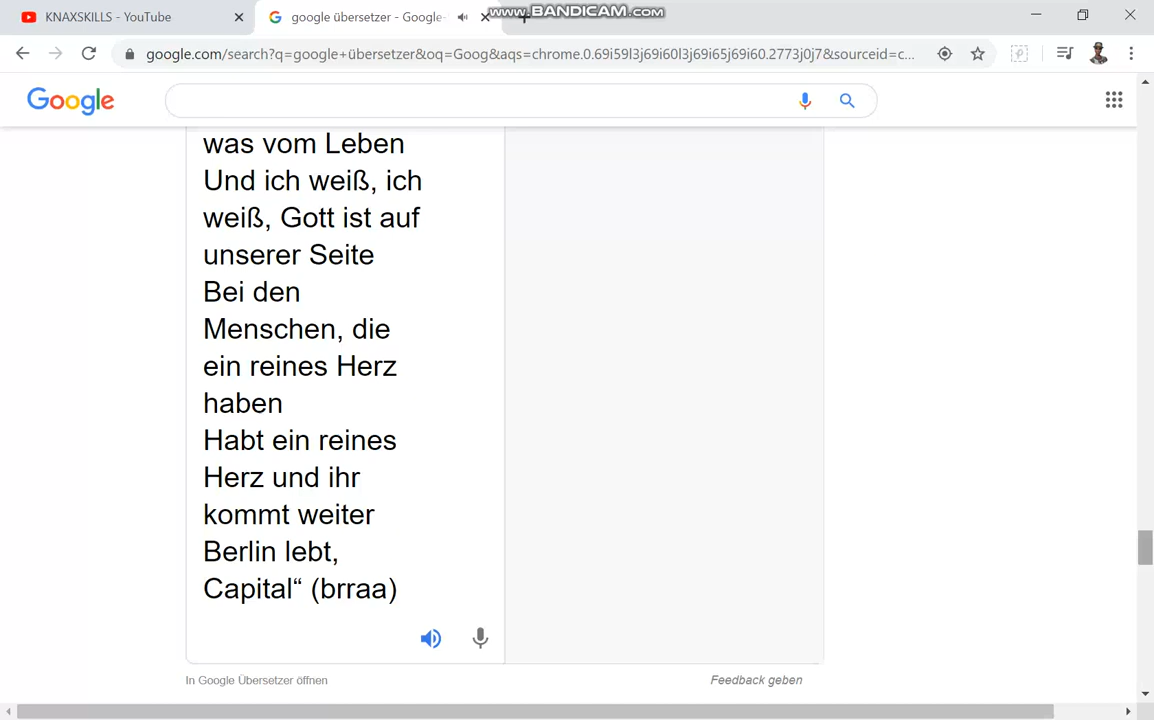 KNAXSKILLS - YouTube
google übersetzer - Google-
www.BANDICAM.com
google.com/search?q=google+übersetzer&oq=Goog&aqs=chrome.0.69i59l3j69i60l3j69i65j69i60.2773j0j7&sourceid=c...
Google
was vom Leben
Und ich weiß, ich
weiß, Gott ist auf
unserer Seite
Bei den
Menschen, die
ein reines Herz
haben
Habt ein reines
Herz und ihr
kommt weiter
Berlin lebt,
Capital“ (brraa)
In Google Übersetzer öffnen
Feedback geben